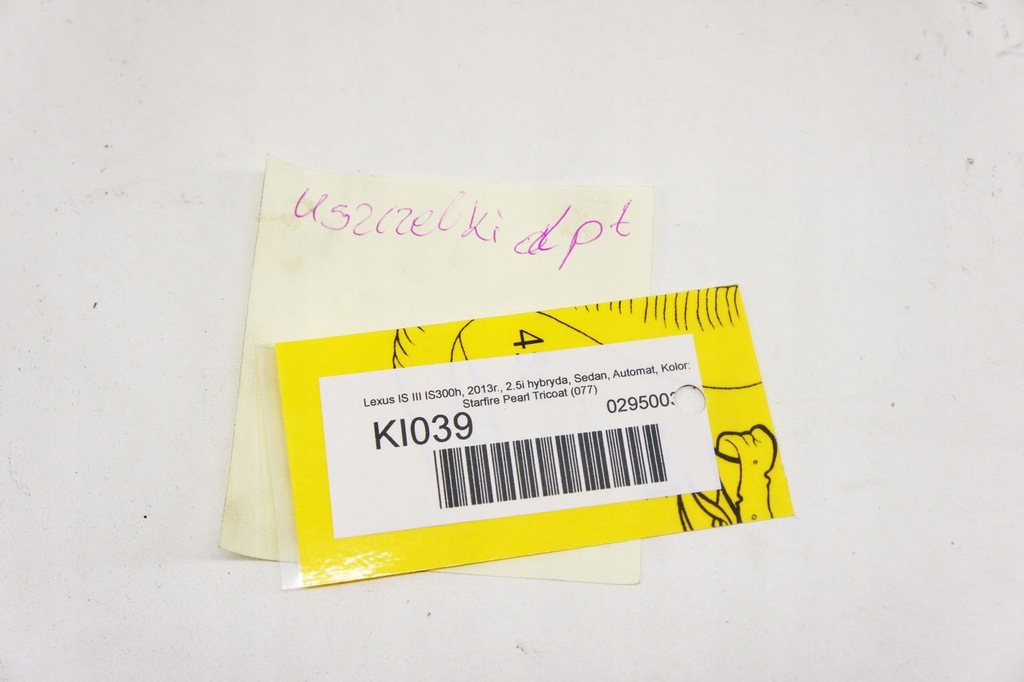 uszczelki dpt
4
Lexus IS III IS300h, 2013r., 2.5i hybryda, Sedan, Automat, Kolor:
Starfire Pearl Tricoat (077)
KI039
029500